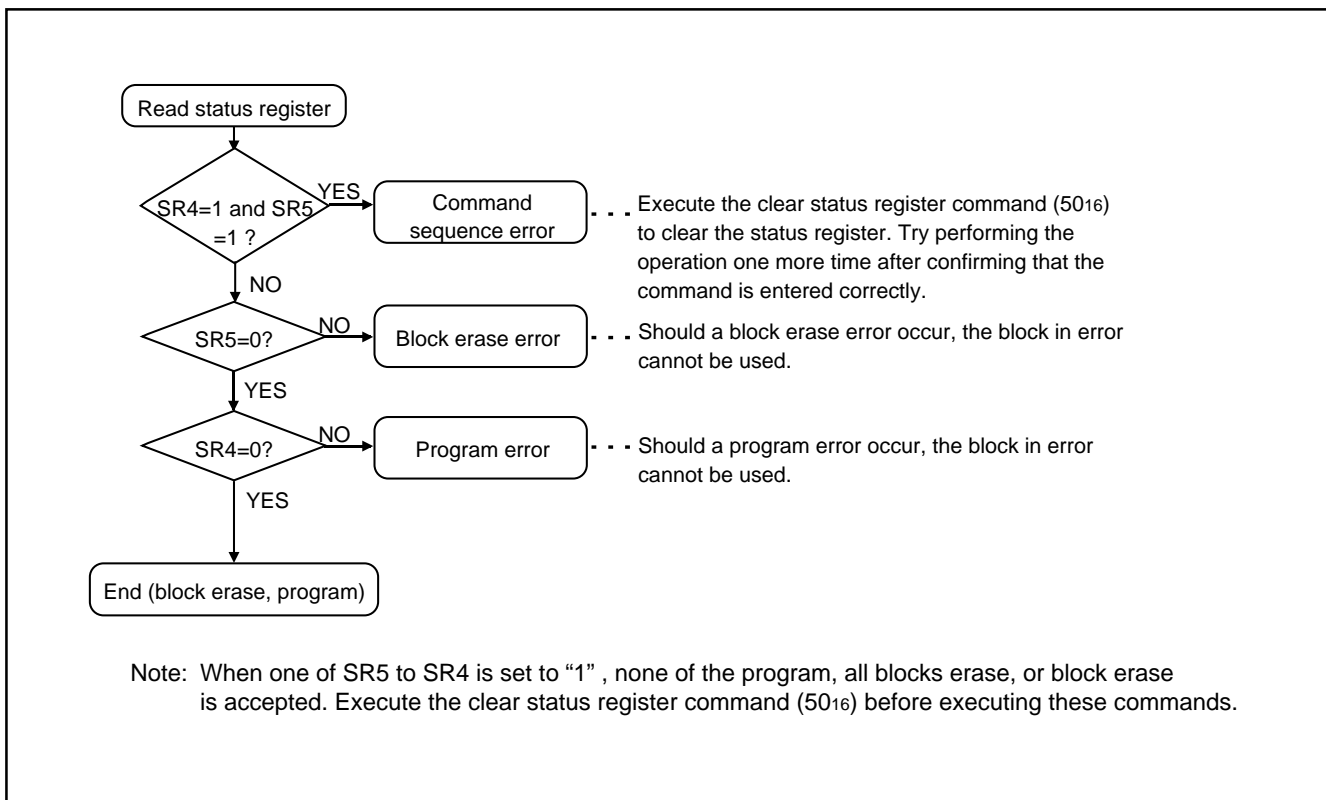 Read status register
SR4=1 and SR5
=1 ?
YES
Command
sequence error
Execute the clear status register command (5016)
to clear the status register. Try performing the
operation one more time after confirming that the
command is entered correctly.
NO
SR5=0?
NO
Block erase error
Should a block erase error occur, the block in error
cannot be used.
YES
SR4=0?
NO
Program error
Should a program error occur, the block in error
cannot be used.
YES
End (block erase, program)
Note: When one of SR5 to SR4 is set to “1” , none of the program, all blocks erase, or block erase
is accepted. Execute the clear status register command (5016) before executing these commands.